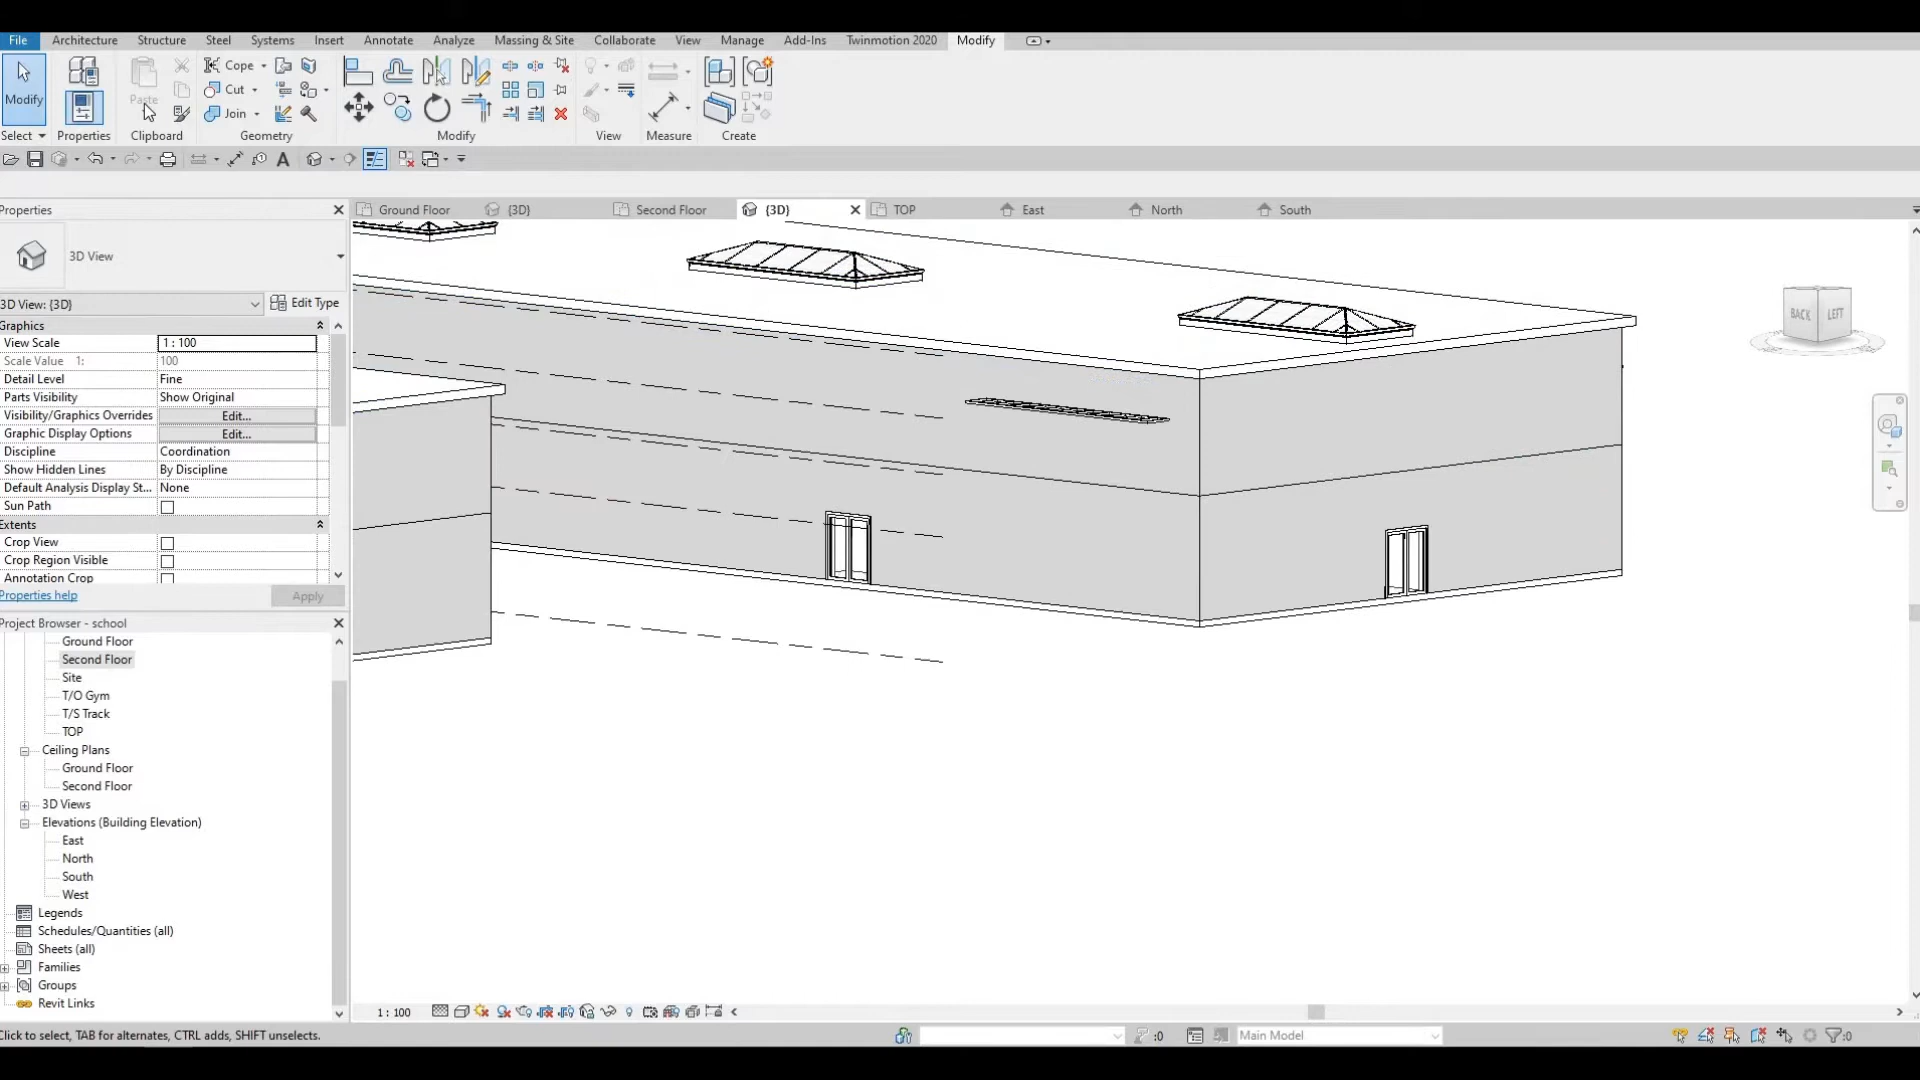 File Architecture Structure Steel Systems Insert Annotate Analyze Massing & Site Collaborate View Manage Add-Ins Twinmotion 2020 Modify
Modify Paste Cope Cut Join
Select Properties Clipboard Geometry Modify View Measure Create
Properties Ground Floor {3D} Second Floor {3D} TOP East North South
3D View
3D View: {3D} Edit Type
Graphics
View Scale 1 : 100
Scale Value 1: 100
Detail Level Fine
Parts Visibility Show Original
Visibility/Graphics Overrides Edit...
Graphic Display Options Edit...
Discipline Coordination
Show Hidden Lines By Discipline
Default Analysis Display St... None
Sun Path
Extents
Crop View
Crop Region Visible
Annotation Crop
Properties help Apply
Project Browser - school
Ground Floor
Second Floor
Site
T/O Gym
T/S Track
TOP
Ceiling Plans
Ground Floor
Second Floor
3D Views
Elevations (Building Elevation)
East
North
South
West
Legends
Schedules/Quantities (all)
Sheets (all)
Families
Groups
Revit Links
BACK LEFT
1 : 100
Click to select, TAB for alternates, CTRL adds, SHIFT unselects. :0 Main Model :0